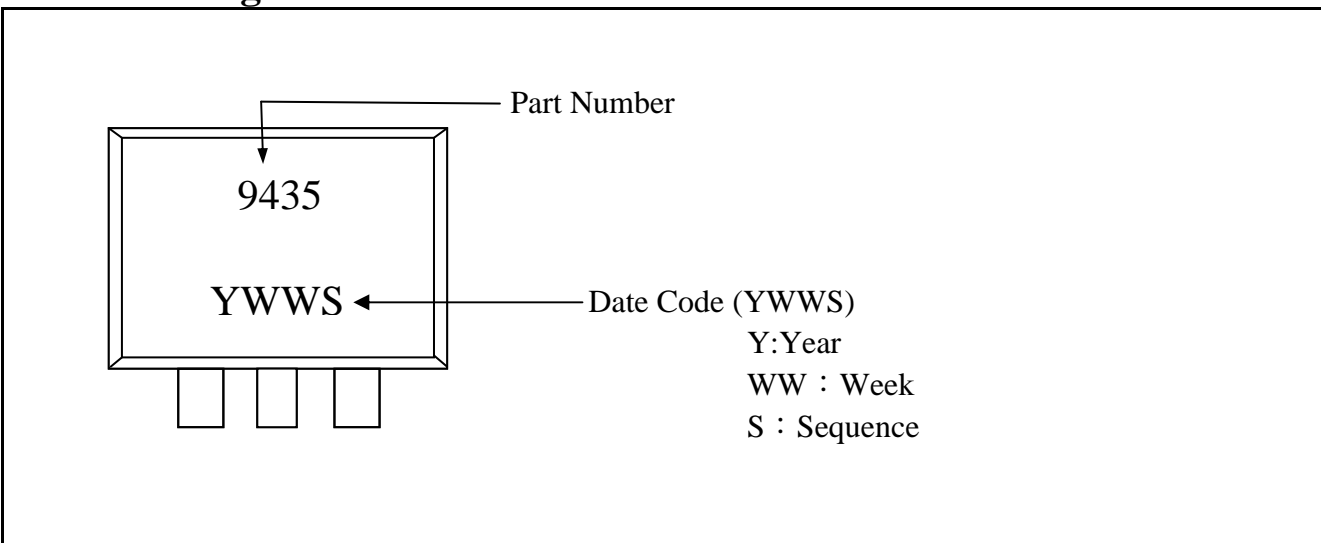 Part Number
9435
YWWS
Date Code (YWWS)
Y:Year
WW：Week
S：Sequence